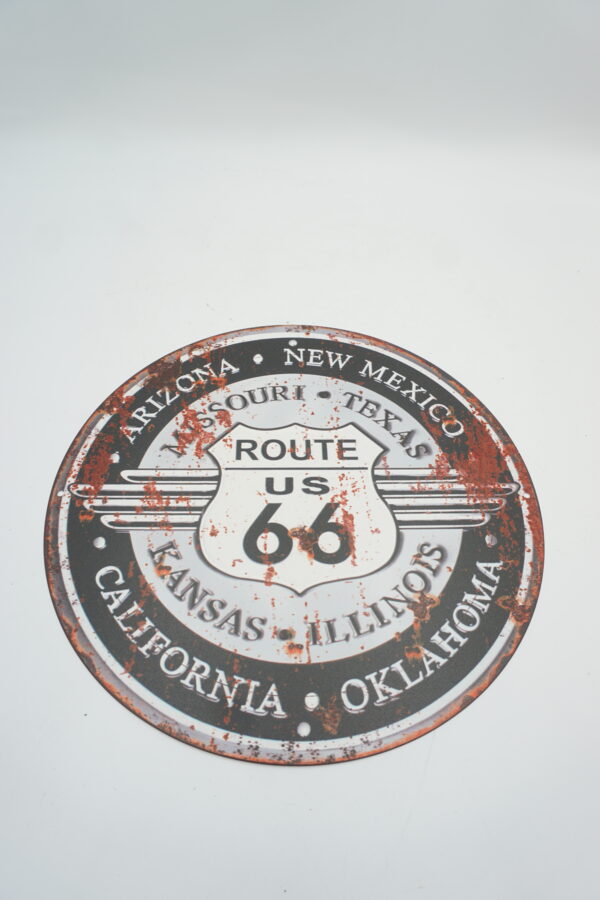 ARIZONA • NEW MEXICO
MISSOURI • TEXAS
ROUTE
US
66
KANSAS • ILLINOIS
CALIFORNIA • OKLAHOMA